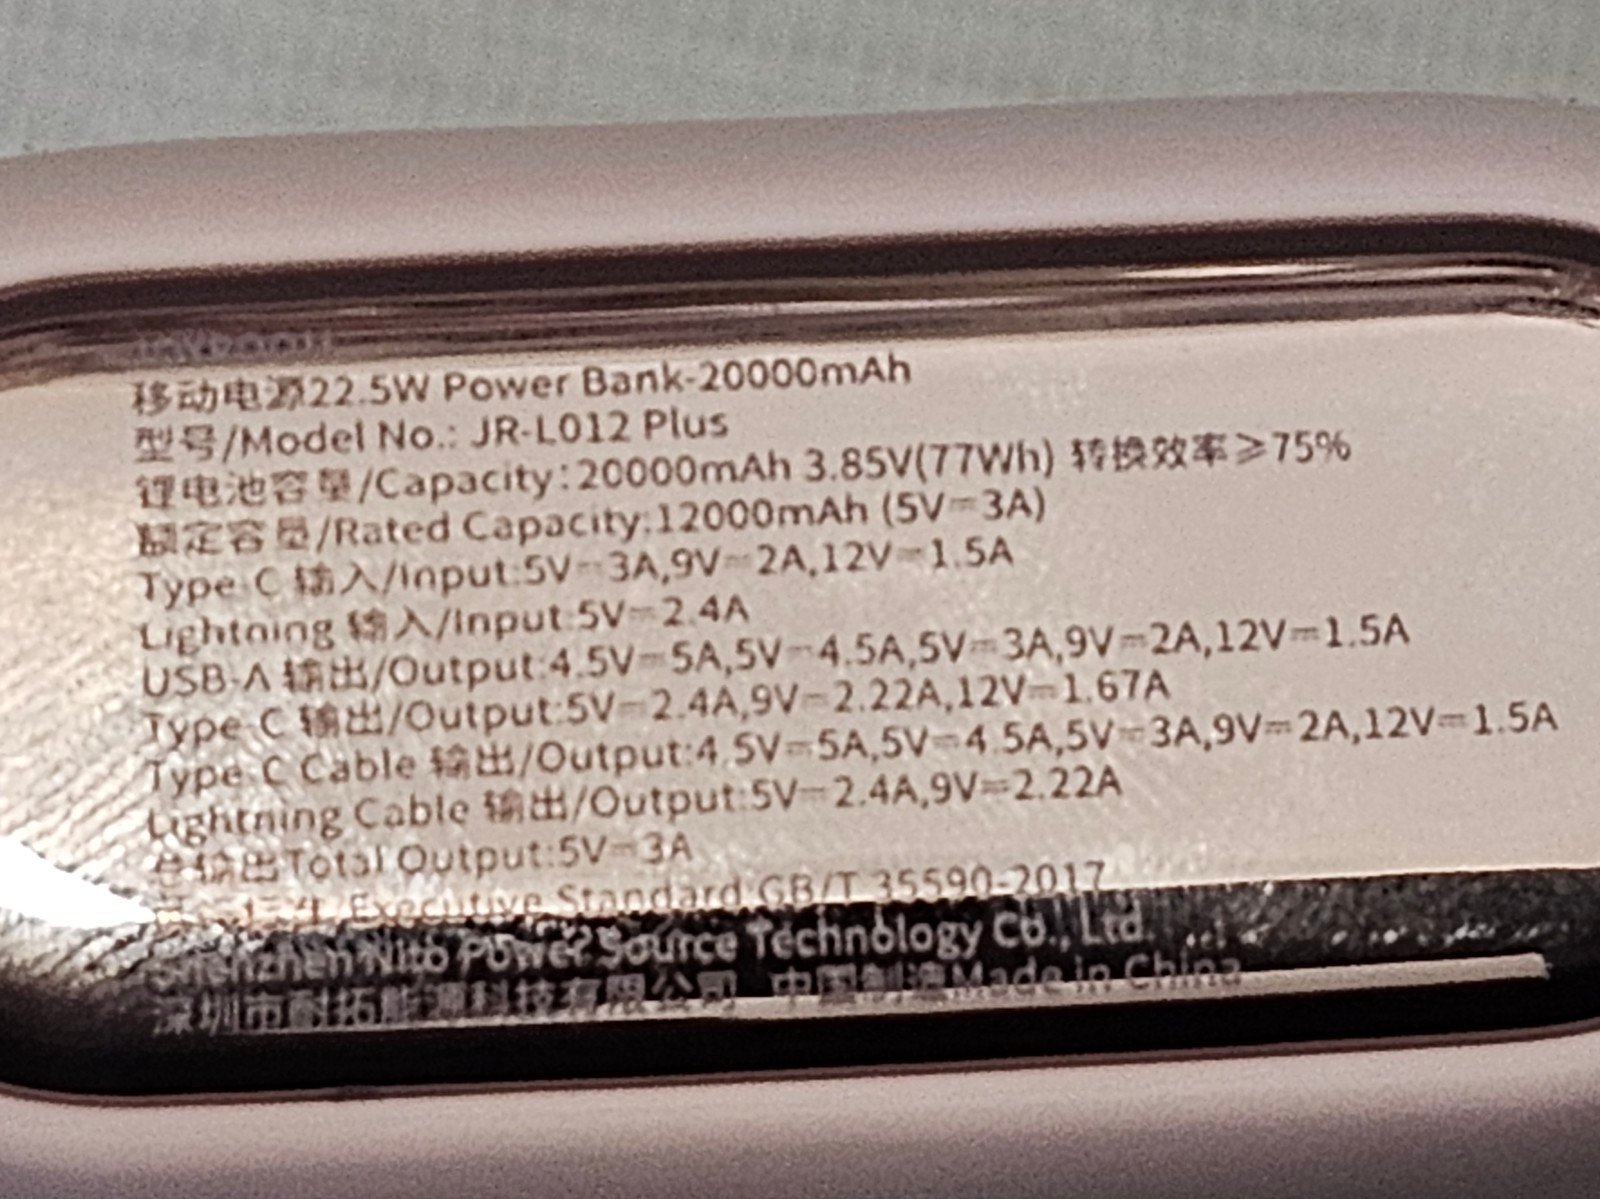 移动电源22.5W Power Bank-20000mAh
型号/Model No.: JR-L012 Plus
锂电池容量/Capacity:20000mAh 3.85V(77Wh) 转换效率≥75%
额定容量/Rated Capacity:12000mAh (5V⎓3A)
Type-C 输入/Input:5V⎓3A,9V⎓2A,12V⎓1.5A
Lightning 输入/Input:5V⎓2.4A
USB-A 输出/Output:4.5V⎓5A,5V⎓4.5A,5V⎓3A,9V⎓2A,12V⎓1.5A
Type-C 输出/Output:5V⎓2.4A,9V⎓2.22A,12V⎓1.67A
Type-C Cable 输出/Output:4.5V⎓5A,5V⎓4.5A,5V⎓3A,9V⎓2A,12V⎓1.5A
Lightning Cable 输出/Output:5V⎓2.4A,9V⎓2.22A
总输出Total Output:5V⎓3A
Executive Standard:GB/T 35590-2017
Shenzhen Nito Power Source Technology Co., Ltd.
深圳市耐拓能源科技有限公司 中国制造Made in China